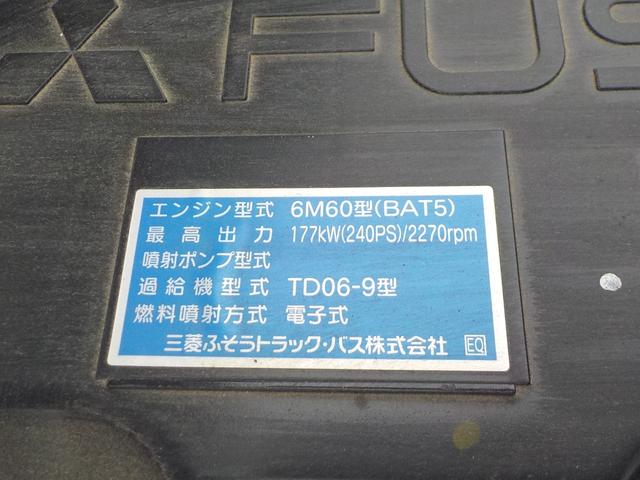 FUS
エンジン型式 6M60型(BAT5)
最高出力 177kW(240PS)/2270rpm
噴射ポンプ型式
過給機型式 TD06-9型
燃料噴射方式 電子式
三菱ふそうトラック・バス株式会社 EQ